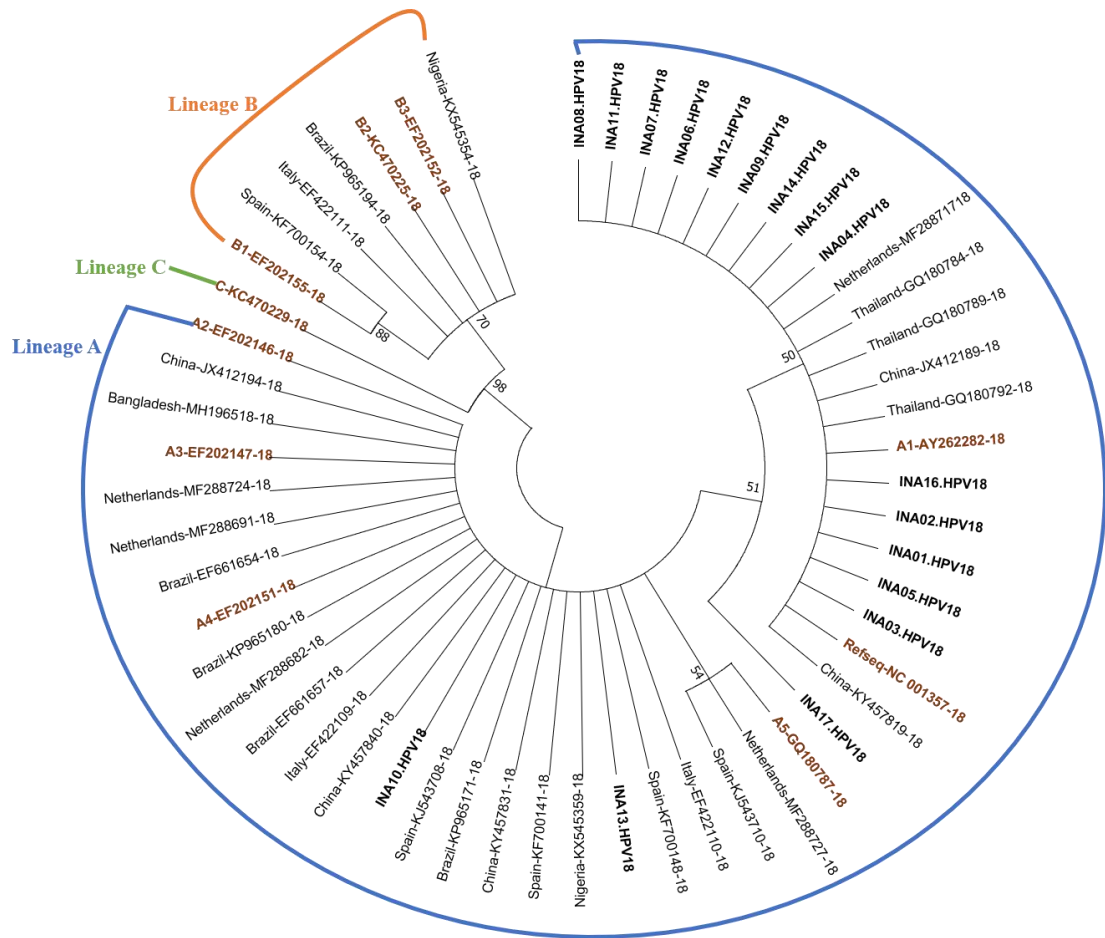 Lineage B
Lineage C
Lineage A
INA08.HPV18
INA11.HPV18
INA07.HPV18
INA06.HPV18
INA12.HPV18
INA09.HPV18
INA14.HPV18
INA15.HPV18
INA04.HPV18
Netherlands-MF28871718
Thailand-GQ180784-18
Thailand-GQ180789-18
China-JX412189-18
Thailand-GQ180792-18
A1-AY262282-18
INA16.HPV18
INA02.HPV18
INA01.HPV18
INA05.HPV18
INA03.HPV18
Refseq-NC 001357-18
China-KY457819-18
INA17.HPV18
A5-GQ180787-18
Netherlands-MF288727-18
Spain-KJ543710-18
Italy-EF422110-18
Spain-KF700148-18
INA13.HPV18
Nigeria-KX545359-18
Spain-KF700141-18
China-KY457831-18
Brazil-KP965171-18
Spain-KJ543708-18
INA10.HPV18
China-KY457840-18
Italy-EF422109-18
Brazil-EF661657-18
Netherlands-MF288682-18
Brazil-KP965180-18
A4-EF202151-18
Brazil-EF661654-18
Netherlands-MF288691-18
Netherlands-MF288724-18
A3-EF202147-18
Bangladesh-MH196518-18
China-JX412194-18
A2-EF202146-18
C-KC470229-18
B1-EF202155-18
Spain-KF700154-18
Italy-EF422111-18
Brazil-KP965194-18
B2-KC470225-18
B3-EF202152-18
Nigeria-KX545354-18
70
88
98
50
51
54